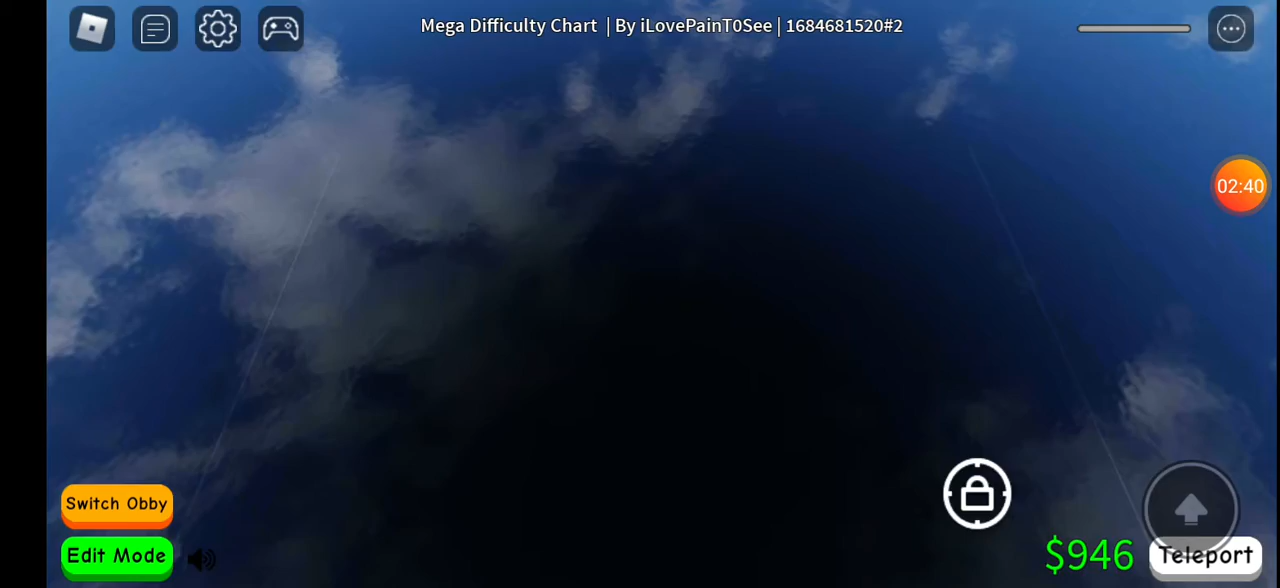 Mega Difficulty Chart | By iLovePainT0See | 1684681520#2
02:40
Switch Obby
Edit Mode
$946
Teleport